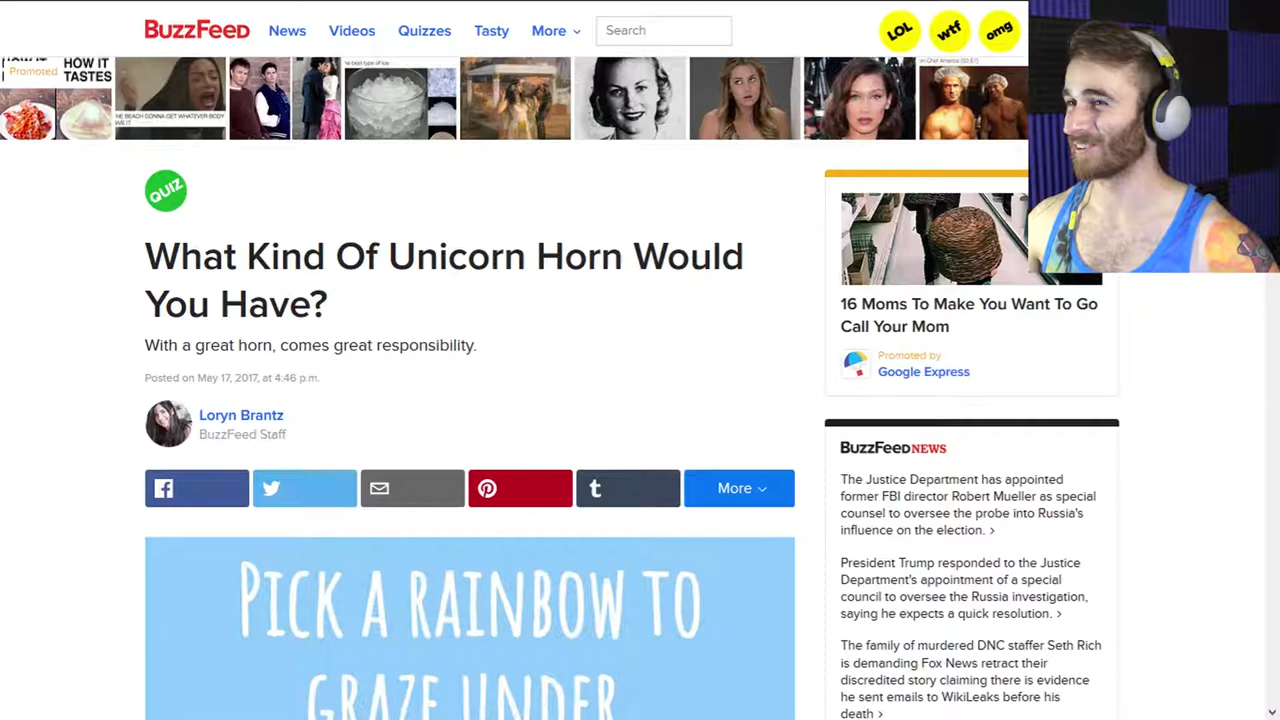 BuzzFeed News Videos Quizzes Tasty More Search LOL wtf omg
Promoted
HOW IT
TASTES
THE BEACH GONNA GET WHATEVER BODY
QUIZ
What Kind Of Unicorn Horn Would
You Have?
With a great horn, comes great responsibility.
Posted on May 17, 2017, at 4:46 p.m.
Loryn Brantz
BuzzFeed Staff
More
PICK A RAINBOW TO
GRAZE UNDER
16 Moms To Make You Want To Go
Call Your Mom
Promoted by
Google Express
BuzzFeed NEWS
The Justice Department has appointed
former FBI director Robert Mueller as special
counsel to oversee the probe into Russia's
influence on the election. ›
President Trump responded to the Justice
Department's appointment of a special
council to oversee the Russia investigation,
saying he expects a quick resolution. ›
The family of murdered DNC staffer Seth Rich
is demanding Fox News retract their
discredited story claiming there is evidence
he sent emails to WikiLeaks before his
death ›